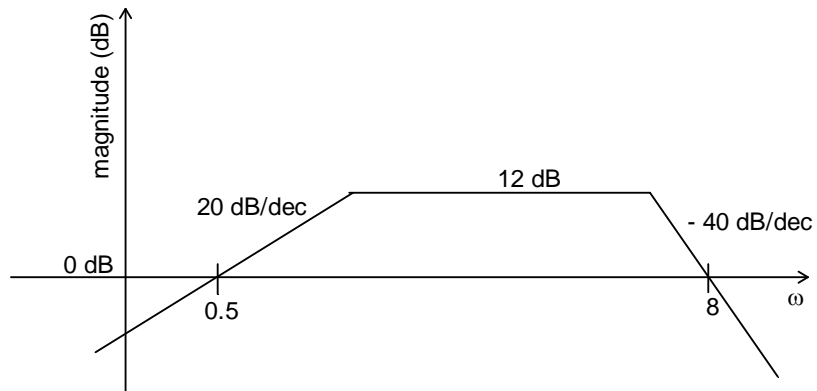 magnitude (dB)
12 dB
20 dB/dec
- 40 dB/dec
0 dB
0.5
8
ω